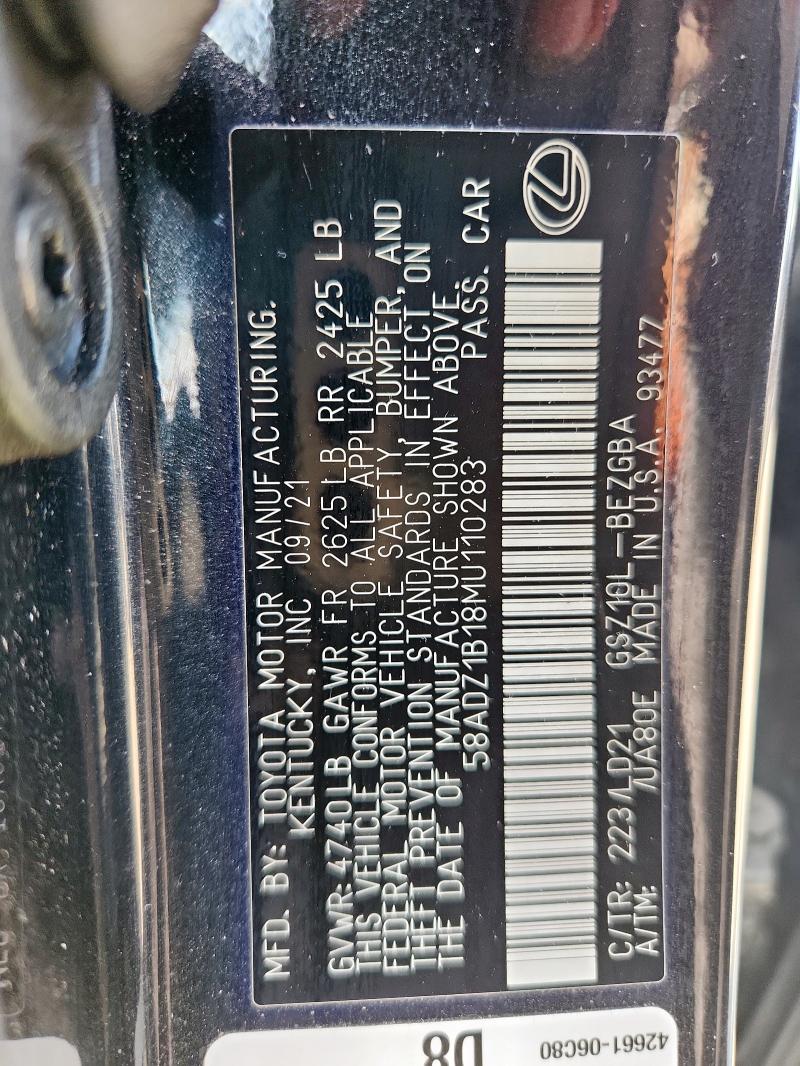 MFD. BY: TOYOTA MOTOR MANUFACTURING.
KENTUCKY, INC 09/21
GVWR:4740LB GAWR FR 2625 LB RR 2425 LB
THIS VEHICLE CONFORMS TO ALL APPLICABLE
FEDERAL MOTOR VEHICLE SAFETY, BUMPER, AND
THEFT PREVENTION STANDARDS IN EFFECT ON
THE DATE OF MANUFACTURE SHOWN ABOVE.
58ADZ1B18MU110283 PASS. CAR
C/TR: 223/LD21 GSZ10L-BEZGBA
A/TM: /UA80E MADE IN U.S.A. 93477
D8
42661-06C80